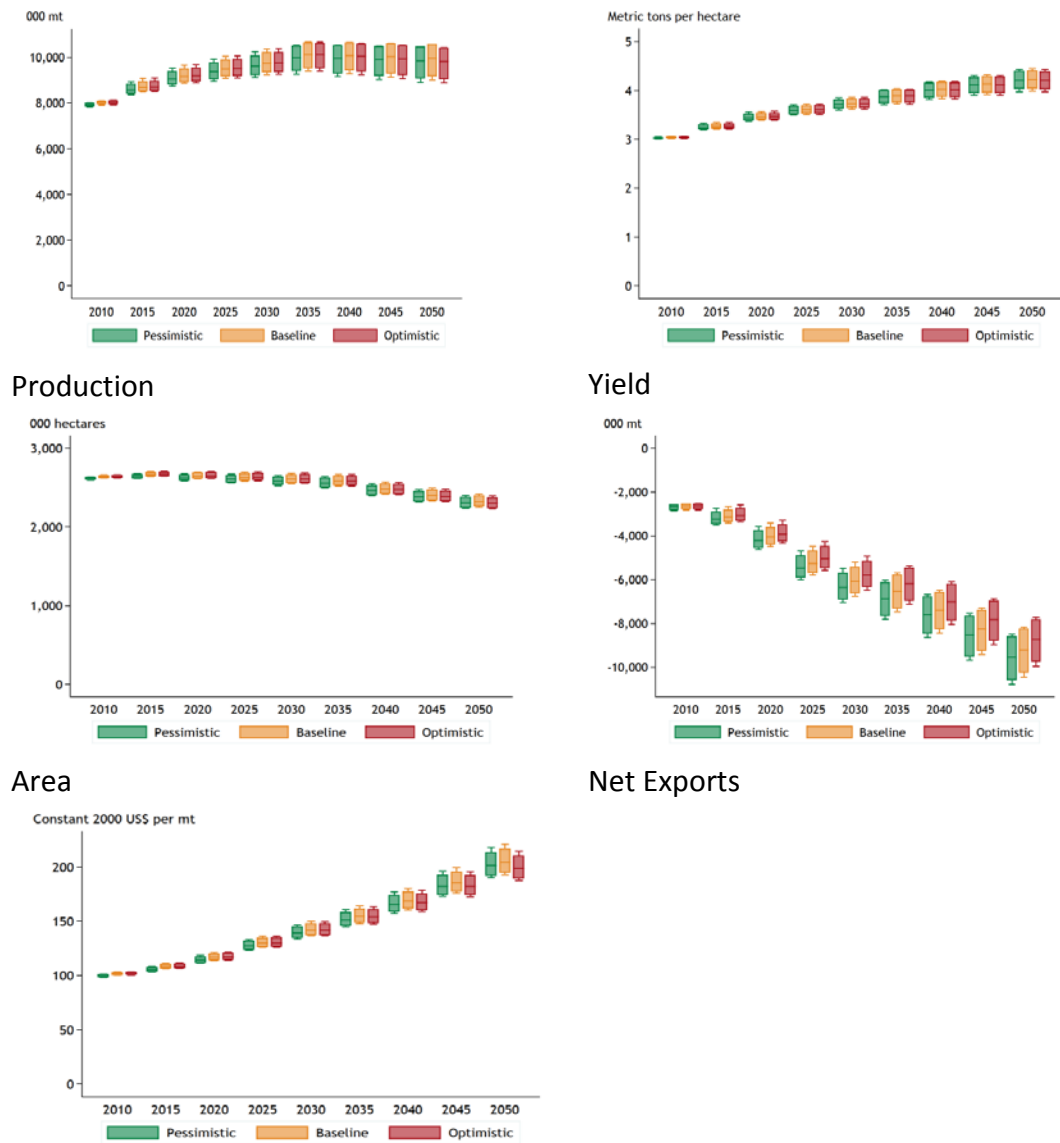 000 mt
10,000
8,000
6,000
4,000
2,000
0
2010 2015 2020 2025 2030 2035 2040 2045 2050
Pessimistic Baseline Optimistic
Production
Metric tons per hectare
5
4
3
2
1
0
2010 2015 2020 2025 2030 2035 2040 2045 2050
Pessimistic Baseline Optimistic
Yield
000 hectares
3,000
2,000
1,000
0
2010 2015 2020 2025 2030 2035 2040 2045 2050
Pessimistic Baseline Optimistic
Area
000 mt
0
-2,000
-4,000
-6,000
-8,000
-10,000
2010 2015 2020 2025 2030 2035 2040 2045 2050
Pessimistic Baseline Optimistic
Net Exports
Constant 2000 US$ per mt
200
150
100
50
0
2010 2015 2020 2025 2030 2035 2040 2045 2050
Pessimistic Baseline Optimistic